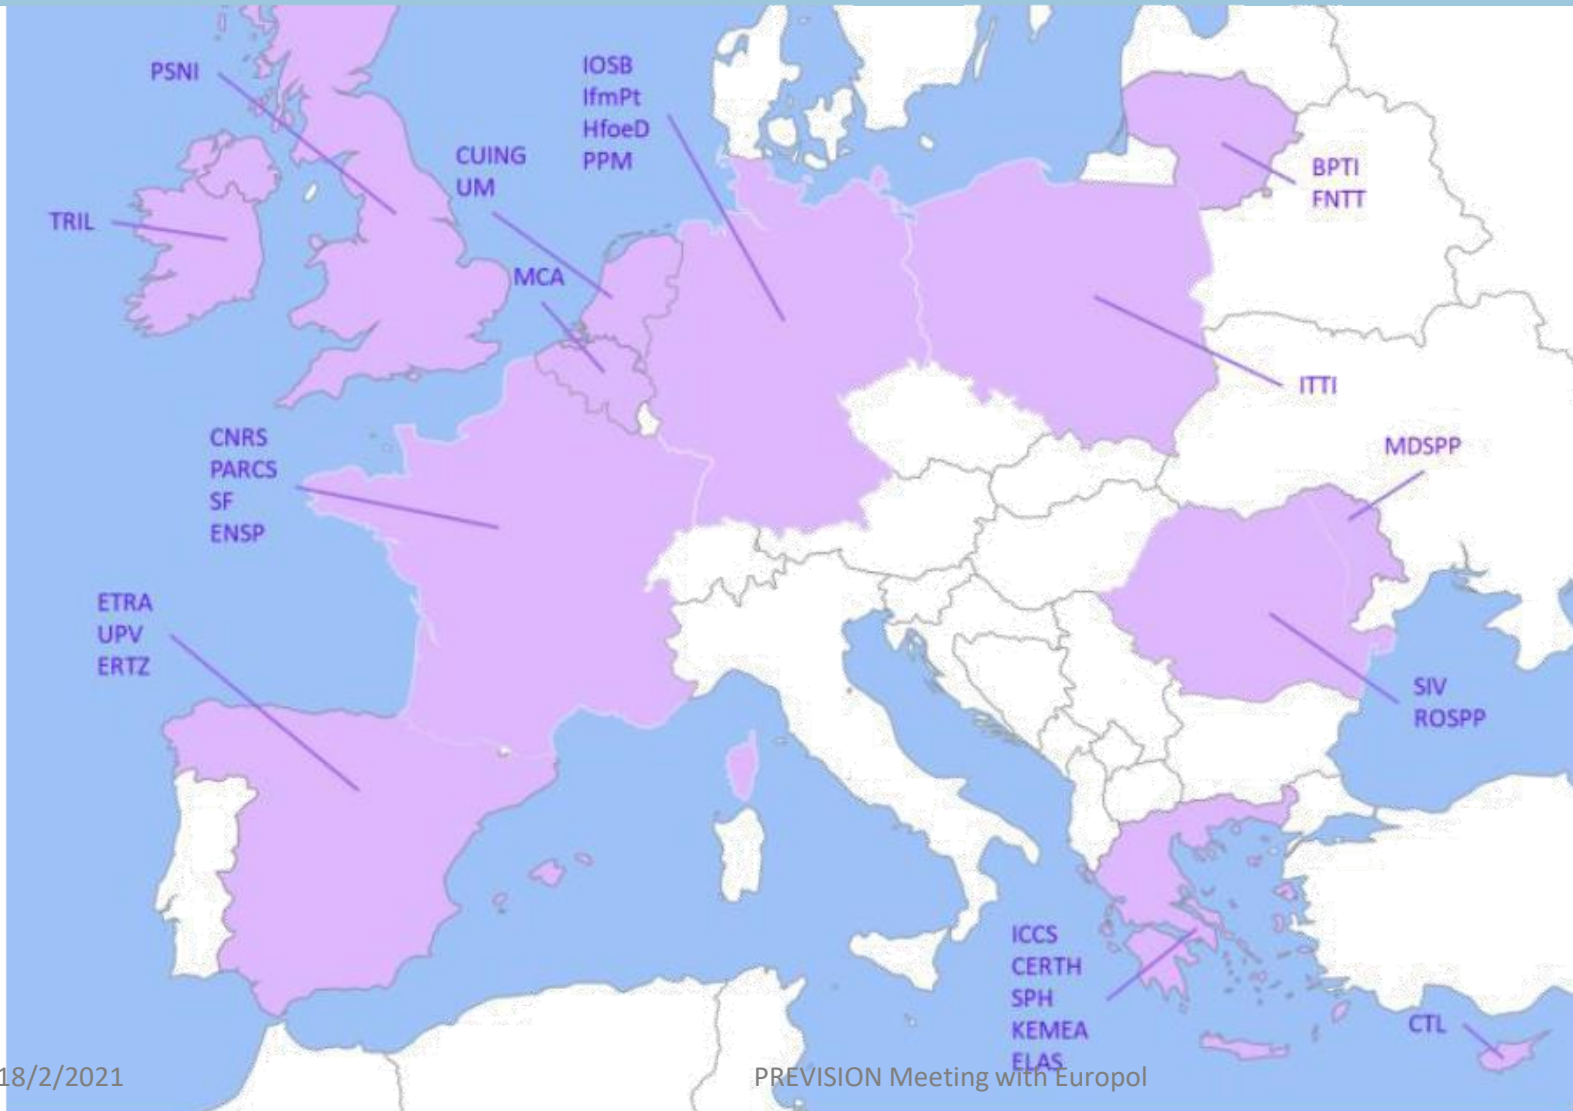 PSNI
TRIL
IOSB
IfmPt
HfoeD
PPM
CUING
UM
MCA
BPTI
FNTT
ITTI
MDSPP
CNRS
PARCS
SF
ENSP
ETRA
UPV
ERTZ
SIV
ROSPP
ICCS
CERTH
SPH
KEMEA
ELAS
CTL
18/2/2021
PREVISION Meeting with Europol